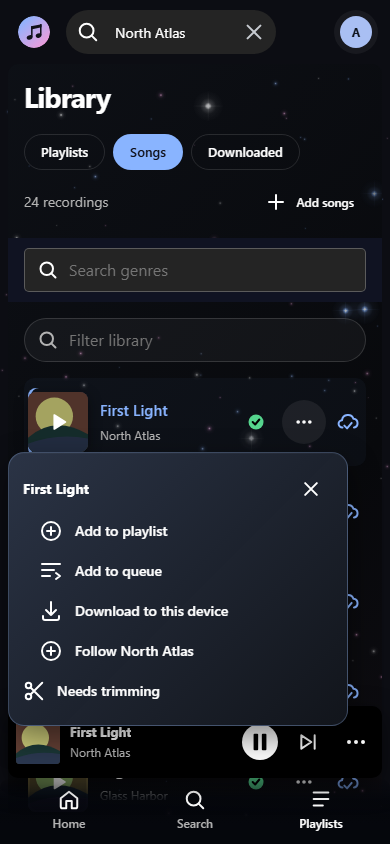 North Atlas
A
Library
Playlists
Songs
Downloaded
24 recordings
Add songs
Search genres
Filter library
First Light
North Atlas
First Light
Add to playlist
Add to queue
Download to this device
Follow North Atlas
Needs trimming
First Light
North Atlas
Glass Harbor
Home
Search
Playlists